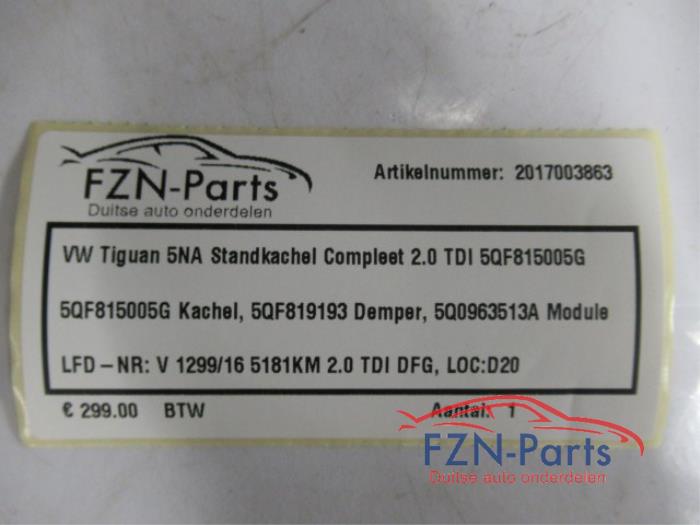 FZN-Parts
Duitse auto onderdelen
Artikelnummer: 2017003863
VW Tiguan 5NA Standkachel Compleet 2.0 TDI 5QF815005G
5QF815005G Kachel, 5QF819193 Demper, 5Q0963513A Module
LFD-NR: V 1299/16 5181KM 2.0 TDI DFG, LOC:D20
€ 299.00 BTW
Aantal: 1
FZN-Parts
Duitse auto onderdelen